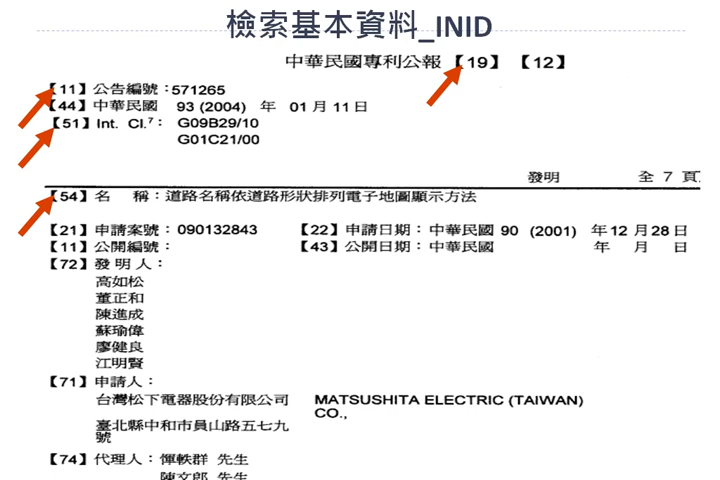 檢索基本資料_INID
中華民國專利公報【19】【12】
【11】公告編號：571265
【44】中華民國 93 (2004) 年 01 月 11 日
【51】Int. Cl.⁷： G09B29/10
G01C21/00
發明 全 7 頁
【54】名 稱：道路名稱依道路形狀排列電子地圖顯示方法
【21】申請案號：090132843 【22】申請日期：中華民國 90 (2001) 年 12 月 28 日
【11】公開編號： 【43】公開日期：中華民國 年 月 日
【72】發明人：
高如松
董正和
陳進成
蘇瑜偉
廖健良
江明賢
【71】申請人：
台灣松下電器股份有限公司 MATSUSHITA ELECTRIC (TAIWAN)
CO.,
臺北縣中和市員山路五七九
號
【74】代理人：惲軼群 先生
陳文郎 先生